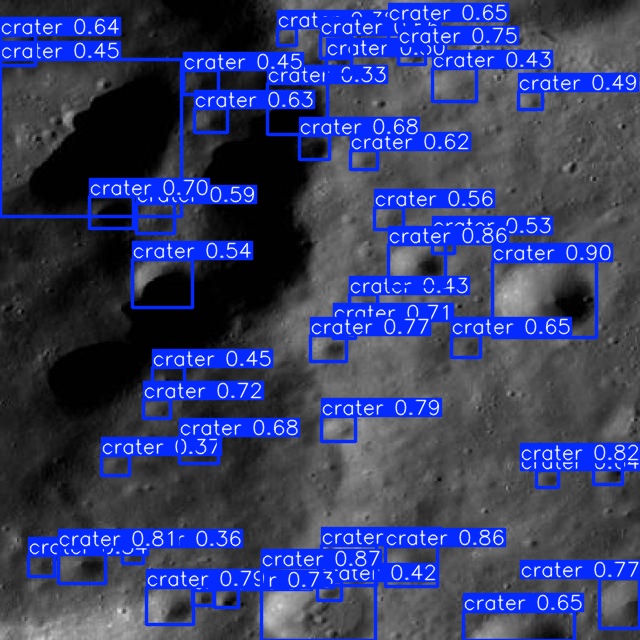 crater 0.65
crater 0.64
crater 0.75
crater 0.45
crater 0.45
crater 0.43
crater 0.33
crater 0.49
crater 0.63
crater 0.68
crater 0.62
crater 0.70
0.59
crater 0.56
0.53
crater 0.86
crater 0.54
crater 0.90
0.43
0.71
crater 0.77
crater 0.65
crater 0.45
crater 0.72
crater 0.79
crater 0.68
crater 0.37
crater 0.82
crater 0.81
0.36
crater
crater 0.86
crater 0.87
0.42
crater 0.79
0.73
crater 0.77
crater 0.65